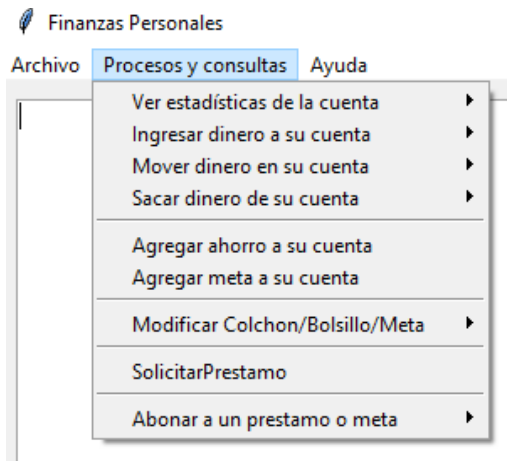 Finanzas Personales
Archivo Procesos y consultas Ayuda
Ver estadísticas de la cuenta
Ingresar dinero a su cuenta
Mover dinero en su cuenta
Sacar dinero de su cuenta
Agregar ahorro a su cuenta
Agregar meta a su cuenta
Modificar Colchon/Bolsillo/Meta
SolicitarPrestamo
Abonar a un prestamo o meta